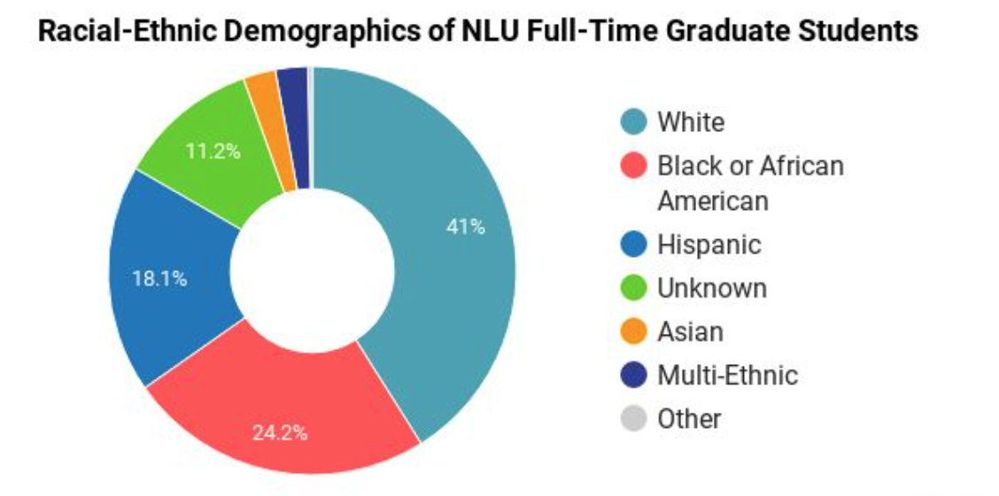 Racial-Ethnic Demographics of NLU Full-Time Graduate Students
11.2%
41%
18.1%
24.2%
White
Black or African
American
Hispanic
Unknown
Asian
Multi-Ethnic
Other